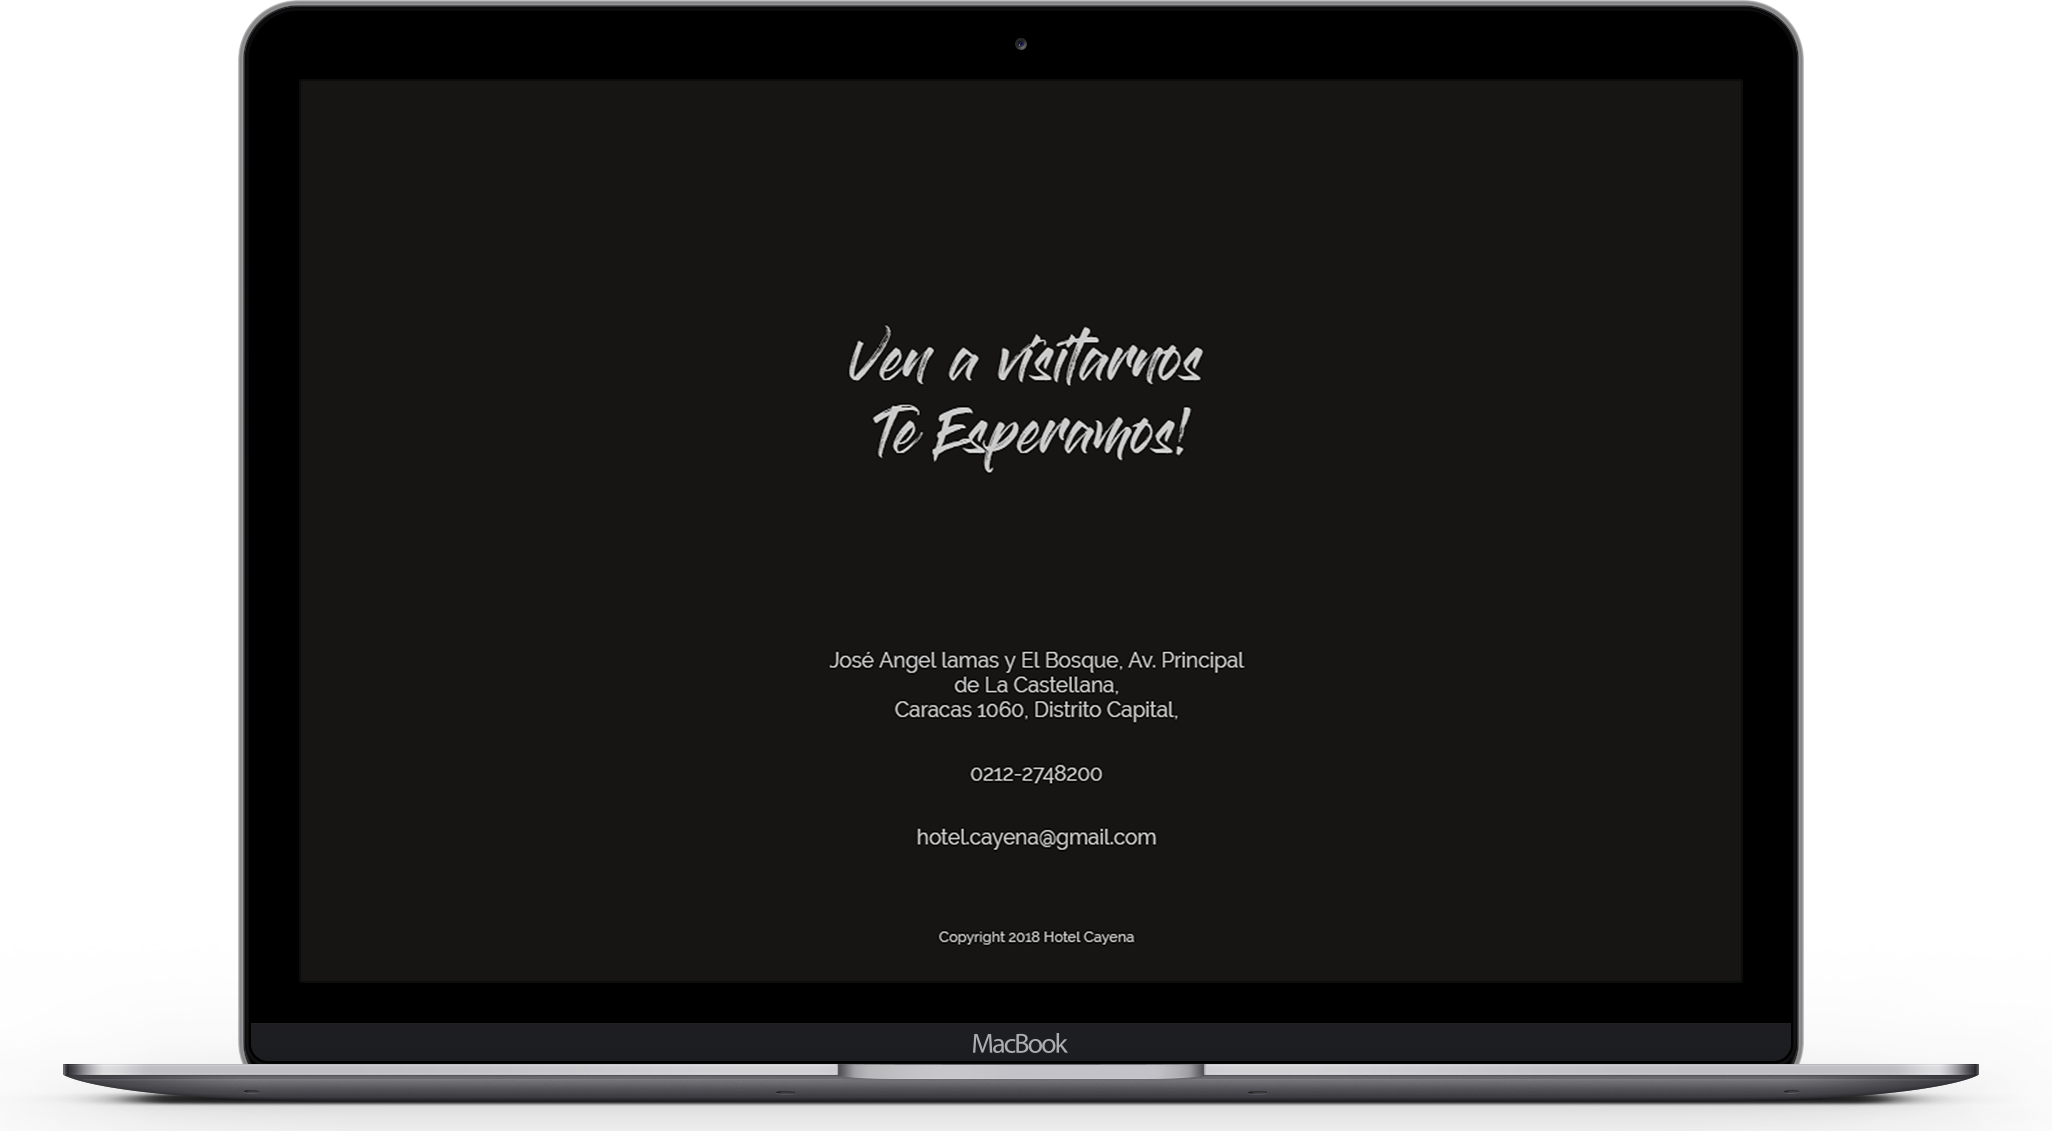 Ven a visitarnos
Te Esperamos!
José Angel lamas y El Bosque, Av. Principal
de La Castellana,
Caracas 1060, Distrito Capital,
0212-2748200
hotel.cayena@gmail.com
Copyright 2018 Hotel Cayena
MacBook